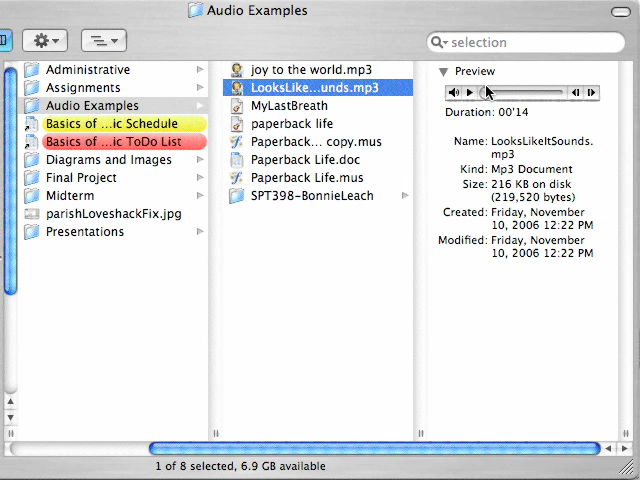 Audio Examples
selection
Administrative
Assignments
Audio Examples
Basics of ...ic Schedule
Basics of ...ic ToDo List
Diagrams and Images
Final Project
Midterm
parishLoveshackFix.jpg
Presentations
joy to the world.mp3
LooksLike...unds.mp3
MyLastBreath
paperback life
Paperback... copy.mus
Paperback Life.doc
Paperback Life.mus
SPT398-BonnieLeach
Preview
Duration: 00'14
Name: LooksLikeItSounds.
mp3
Kind: Mp3 Document
Size: 216 KB on disk
(219,520 bytes)
Created: Friday, November
10, 2006 12:22 PM
Modified: Friday, November
10, 2006 12:22 PM
1 of 8 selected, 6.9 GB available